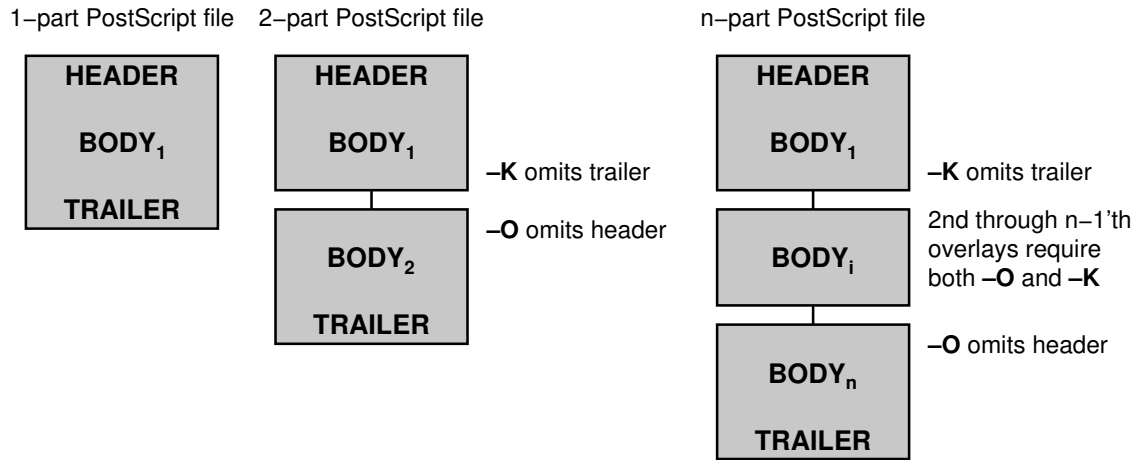 1−part PostScript file
HEADER
BODY₁
TRAILER
2−part PostScript file
HEADER
BODY₁
–K omits trailer
–O omits header
BODY₂
TRAILER
n−part PostScript file
HEADER
BODY₁
–K omits trailer
BODYᵢ
2nd through n−1'th
overlays require
both –O and –K
–O omits header
BODYₙ
TRAILER